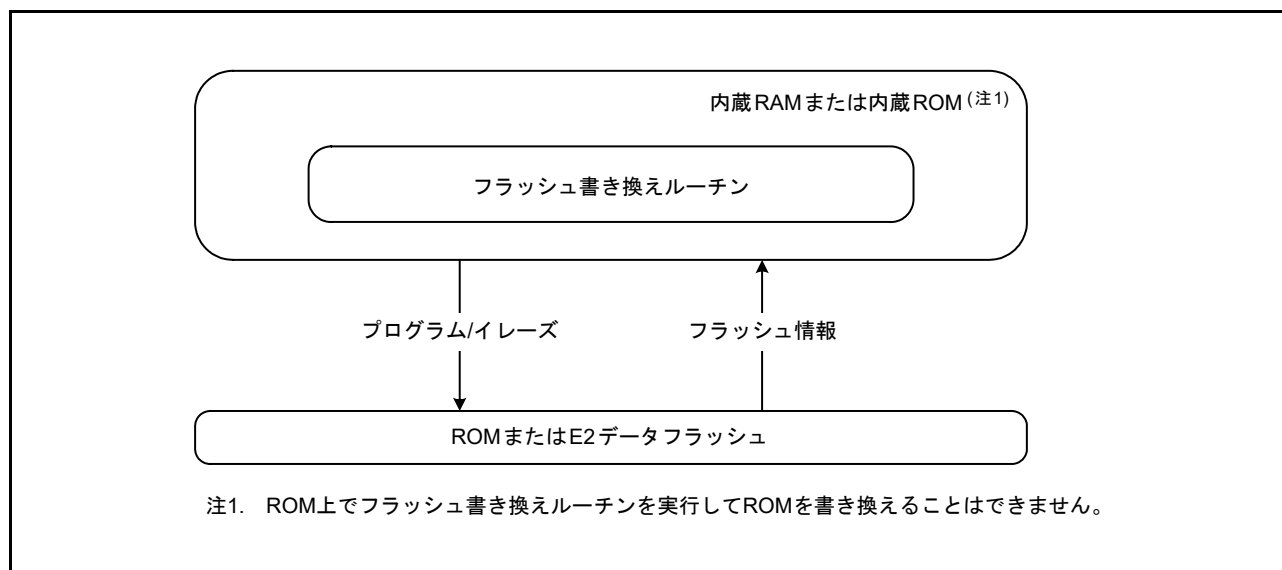 内蔵RAMまたは内蔵ROM(注1)
フラッシュ書き換えルーチン
プログラム/イレーズ
フラッシュ情報
ROMまたはE2データフラッシュ
注1. ROM上でフラッシュ書き換えルーチンを実行してROMを書き換えることはできません。